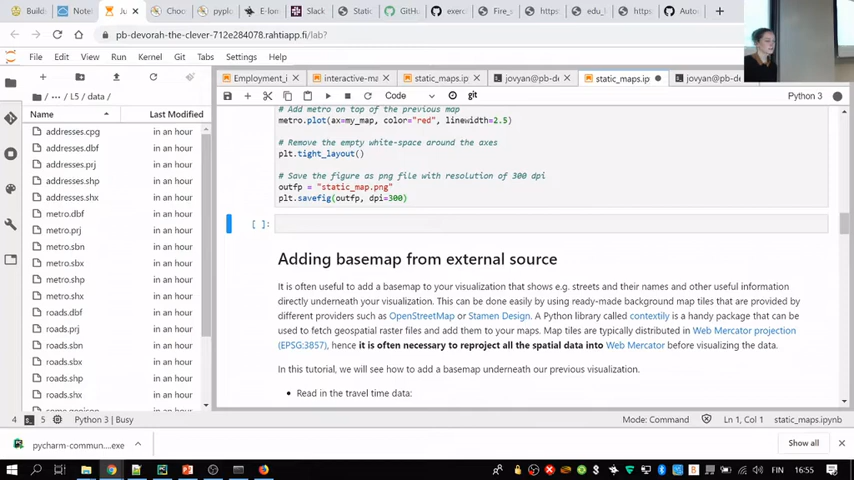 Build
Note
Ju
Choo
pyplo
E-lon
Slack
Stati
GitHu
exer
Fire_s
https:
edu_l
https
Auto
pb-devorah-the-clever-712e284078.rahtiapp.fi/lab?
File Edit View Run Kernel Git Tabs Settings Help
Employment_i
interactive-ma
static_maps.ip
jovyan@pb-d
static_maps.ip
jovyan@pb-de
Code
git
Python 3
/ ··· / L5 / data /
Name
Last Modified
addresses.cpg in an hour
addresses.dbf in an hour
addresses.prj in an hour
addresses.shp in an hour
addresses.shx in an hour
metro.dbf in an hour
metro.prj in an hour
metro.sbn in an hour
metro.sbx in an hour
metro.shp in an hour
metro.shx in an hour
roads.dbf in an hour
roads.prj in an hour
roads.sbn in an hour
roads.sbx in an hour
roads.shp in an hour
roads.shx in an hour
some.geojson in an hour
# Add metro on top of the previous map
metro.plot(ax=my_map, color="red", linewidth=2.5)
# Remove the empty white-space around the axes
plt.tight_layout()
# Save the figure as png file with resolution of 300 dpi
outfp = "static_map.png"
plt.savefig(outfp, dpi=300)
[ ]:
Adding basemap from external source
It is often useful to add a basemap to your visualization that shows e.g. streets and their names and other useful information
directly underneath your visualization. This can be done easily by using ready-made background map tiles that are provided by
different providers such as OpenStreetMap or Stamen Design. A Python library called contextily is a handy package that can be
used to fetch geospatial raster files and add them to your maps. Map tiles are typically distributed in Web Mercator projection
(EPSG:3857), hence it is often necessary to reproject all the spatial data into Web Mercator before visualizing the data.
In this tutorial, we will see how to add a basemap underneath our previous visualization.
• Read in the travel time data:
4 5 Python 3 | Busy
Mode: Command
Ln 1, Col 1
static_maps.ipynb
pycharm-commun....exe
Show all
FIN
16:55